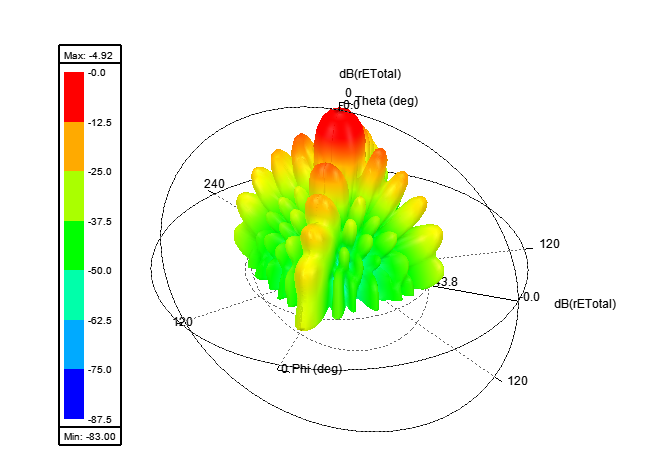 Max: -4.92
-0.0
-12.5
-25.0
-37.5
-50.0
-62.5
-75.0
-87.5
Min: -83.00
dB(rETotal)
0
Theta (deg)
240
120
-0.0
dB(rETotal)
120
0 Phi (deg)
120